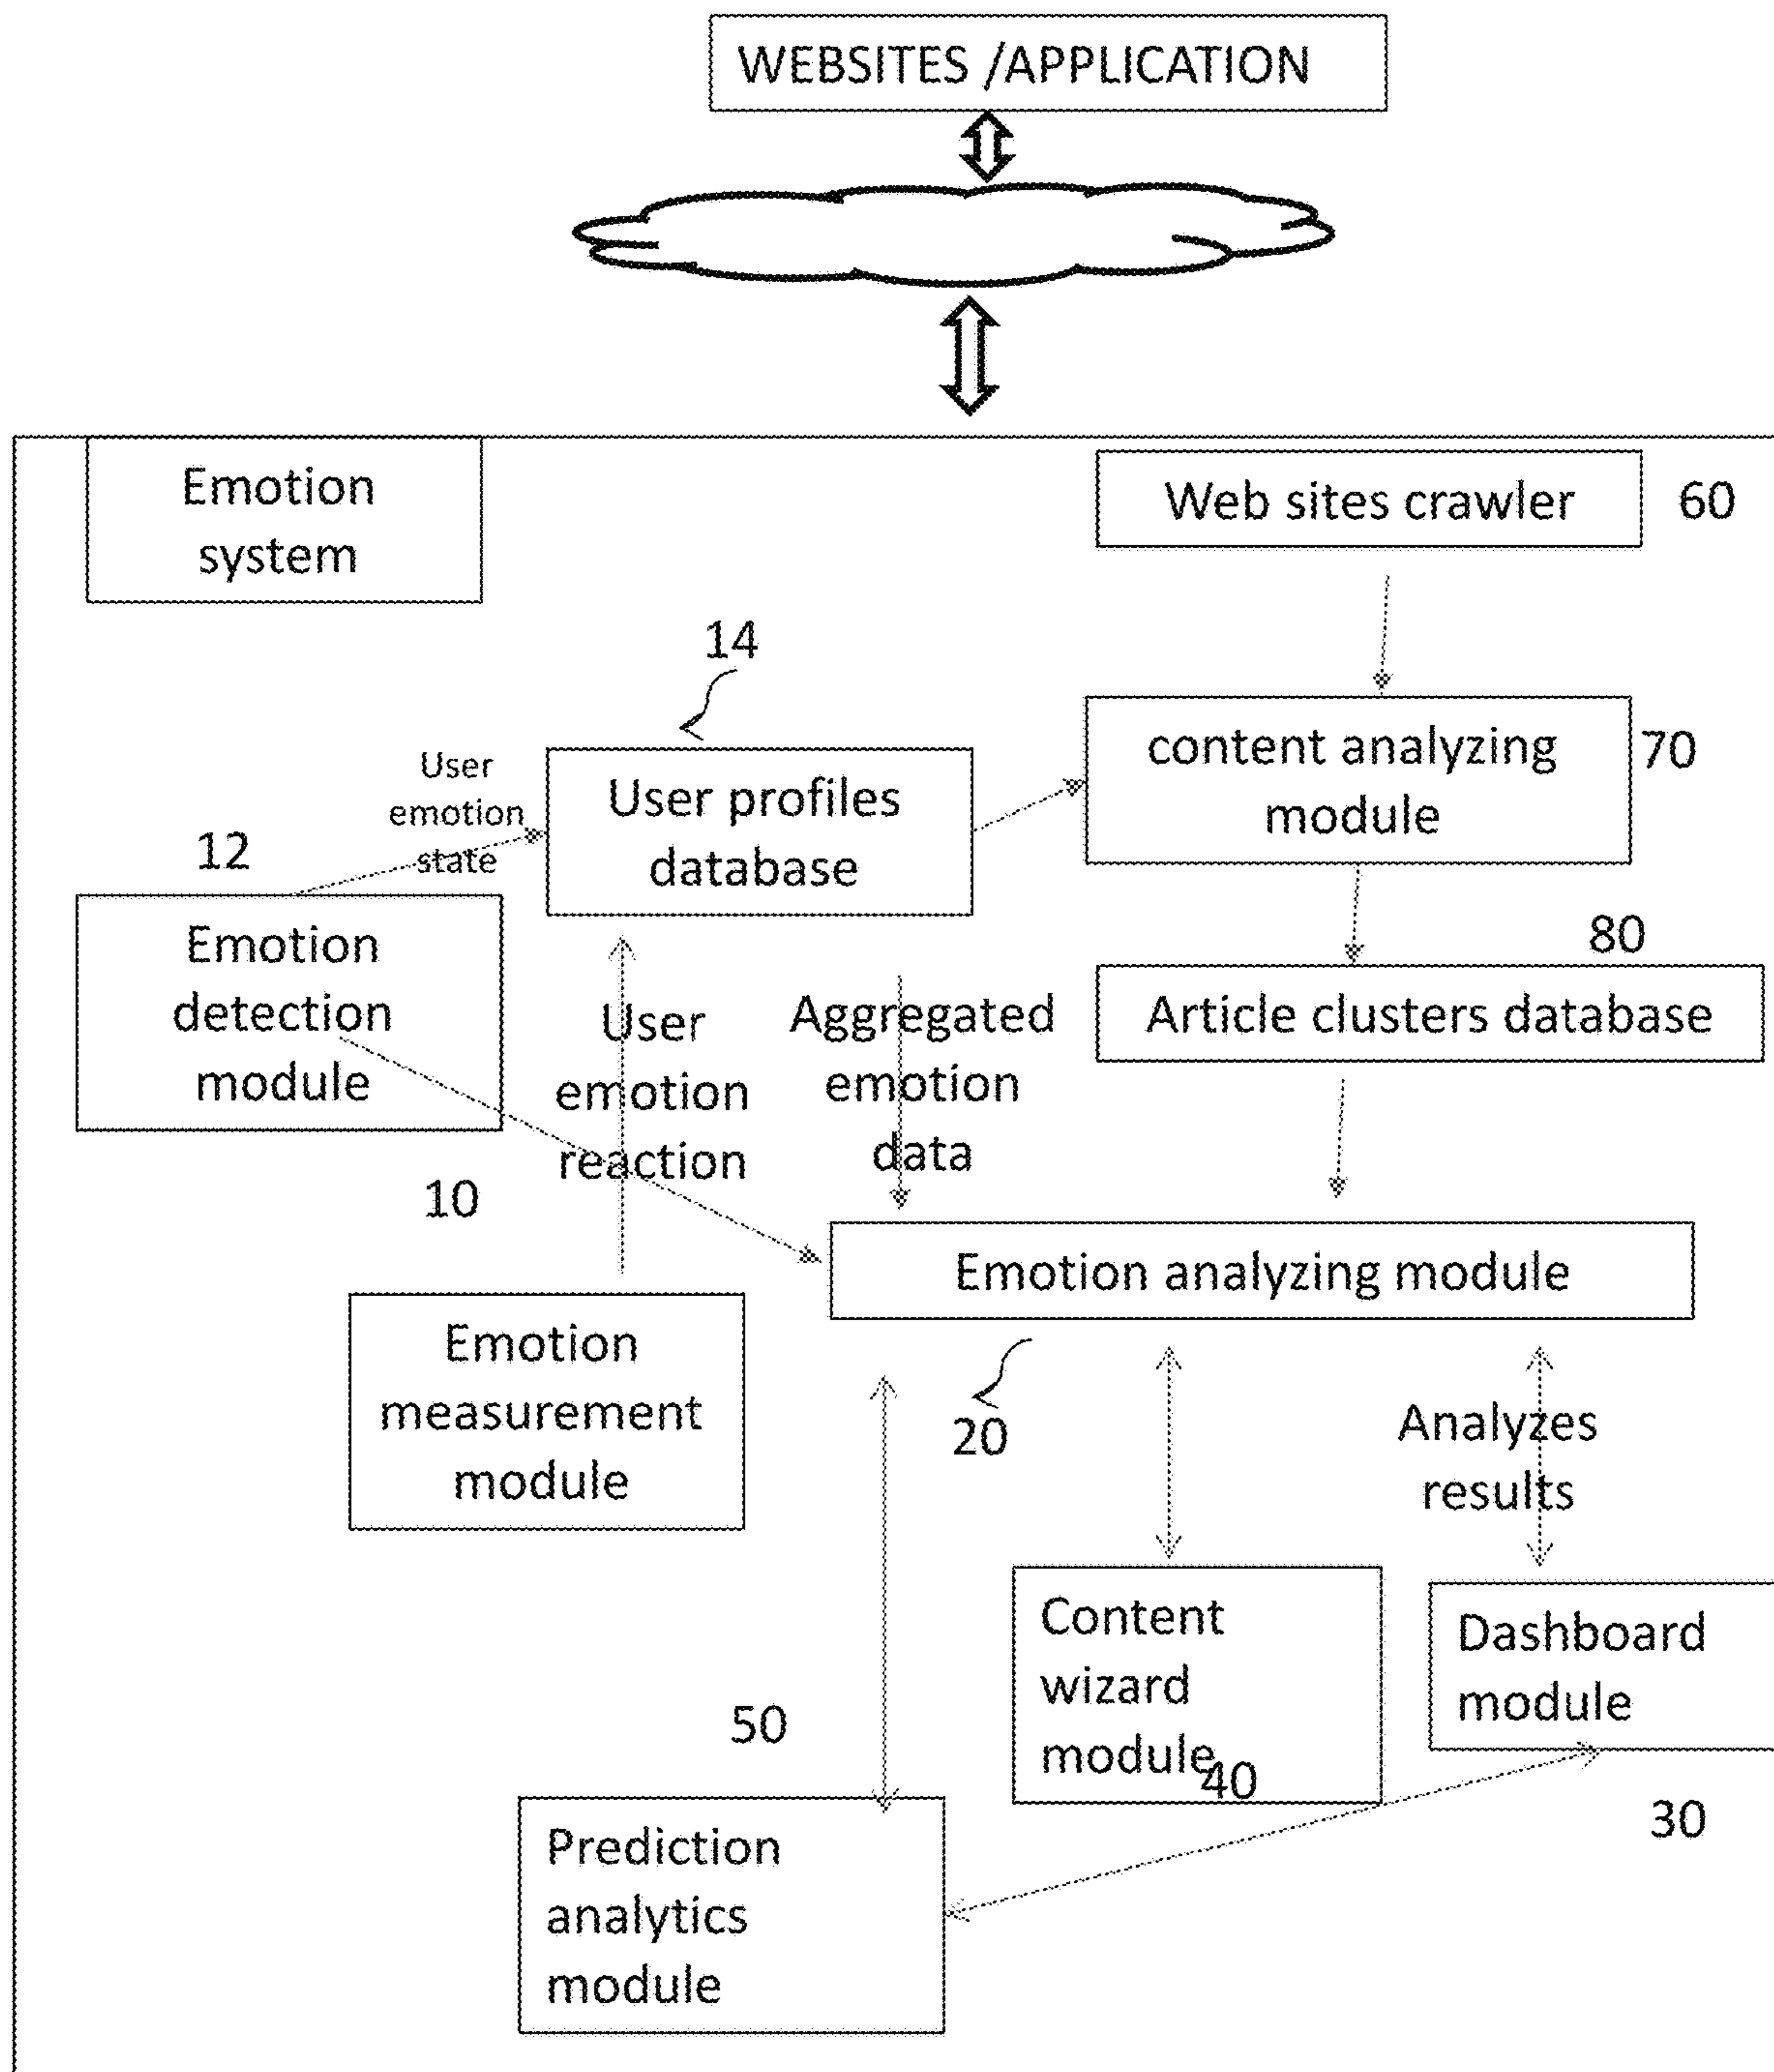 WEBSITES /APPLICATION
Emotion
system
Web sites crawler
60
14
content analyzing
module
70
User
emotion
state
User profiles
database
12
Emotion
detection
module
80
Article clusters database
User
emotion
reaction
Aggregated
emotion
data
10
Emotion analyzing module
Emotion
measurement
module
20
Analyzes
results
Content
wizard
module
40
Dashboard
module
30
50
Prediction
analytics
module